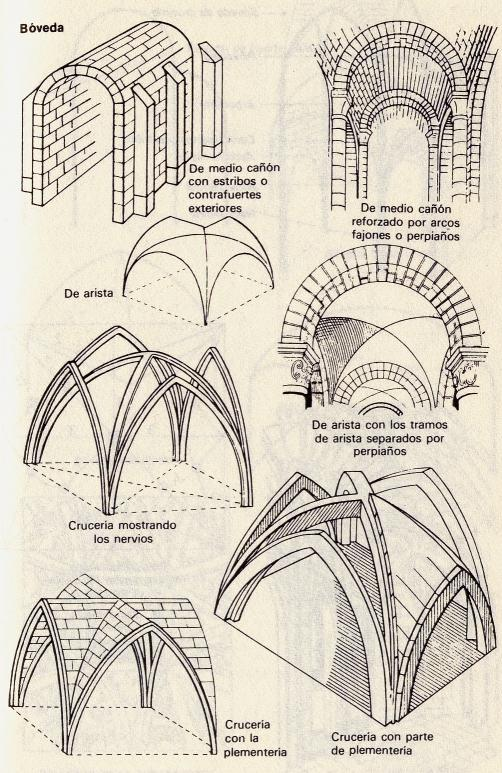 Bóveda
De medio cañón
con estribos o
contrafuertes
exteriores
De medio cañón
reforzado por arcos
fajones o perpiaños
De arista
De arista con los tramos
de arista separados por
perpiaños
Crucería mostrando
los nervios
Crucería
con la
plementería
Crucería con parte
de plementería